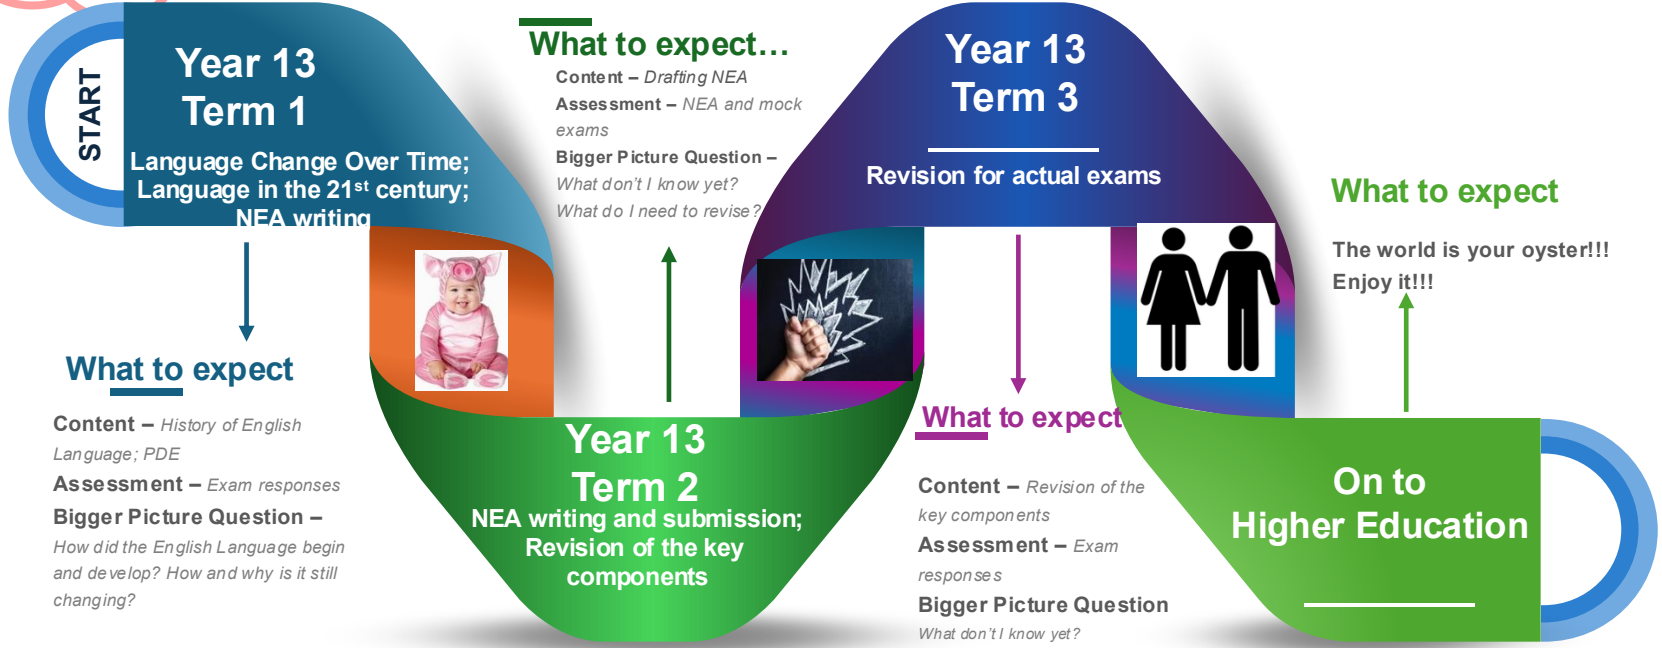 START
Year 13
Term 1
Language Change Over Time;
Language in the 21st century;
NEA writing
What to expect
Content – History of English
Language; PDE
Assessment – Exam responses
Bigger Picture Question –
How did the English Language begin
and develop? How and why is it still
changing?
What to expect…
Content – Drafting NEA
Assessment – NEA and mock
exams
Bigger Picture Question –
What don't I know yet?
What do I need to revise?
Year 13
Term 2
NEA writing and submission;
Revision of the key
components
Year 13
Term 3
Revision for actual exams
What to expect
Content – Revision of the
key components
Assessment – Exam
responses
Bigger Picture Question
What don't I know yet?
What to expect
The world is your oyster!!!
Enjoy it!!!
On to
Higher Education